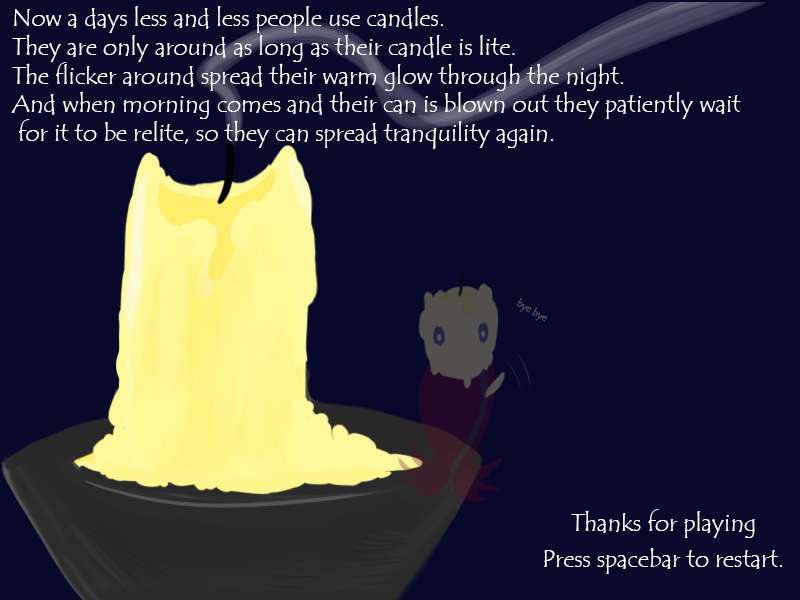 Now a days less and less people use candles.
They are only around as long as their candle is lite.
The flicker around spread their warm glow through the night.
And when morning comes and their can is blown out they patiently wait
for it to be relite, so they can spread tranquility again.
bye bye
Thanks for playing
Press spacebar to restart.